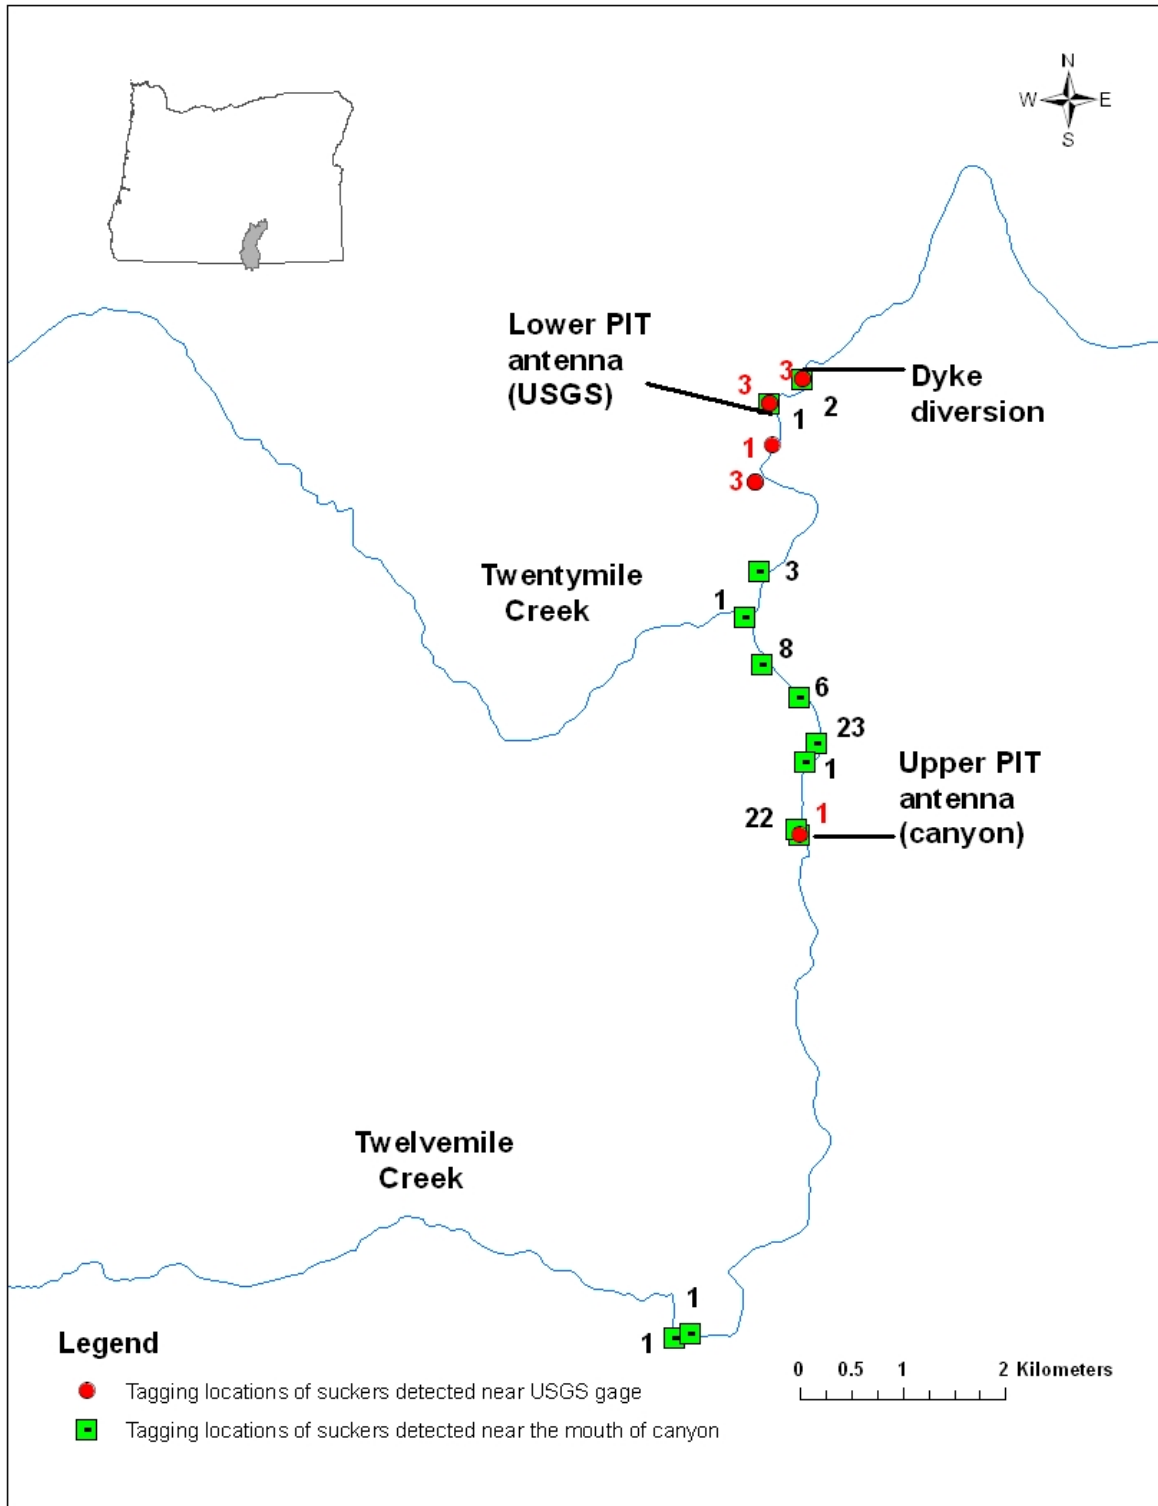 N
W E
S
Lower PIT
antenna
(USGS)
3
3
Dyke
diversion
2
1
1
3
Twentymile
Creek
3
1
8
6
23
1
Upper PIT
antenna
(canyon)
22
1
Twelvemile
Creek
1
1
Legend
Tagging locations of suckers detected near USGS gage
Tagging locations of suckers detected near the mouth of canyon
0 0.5 1 2 Kilometers